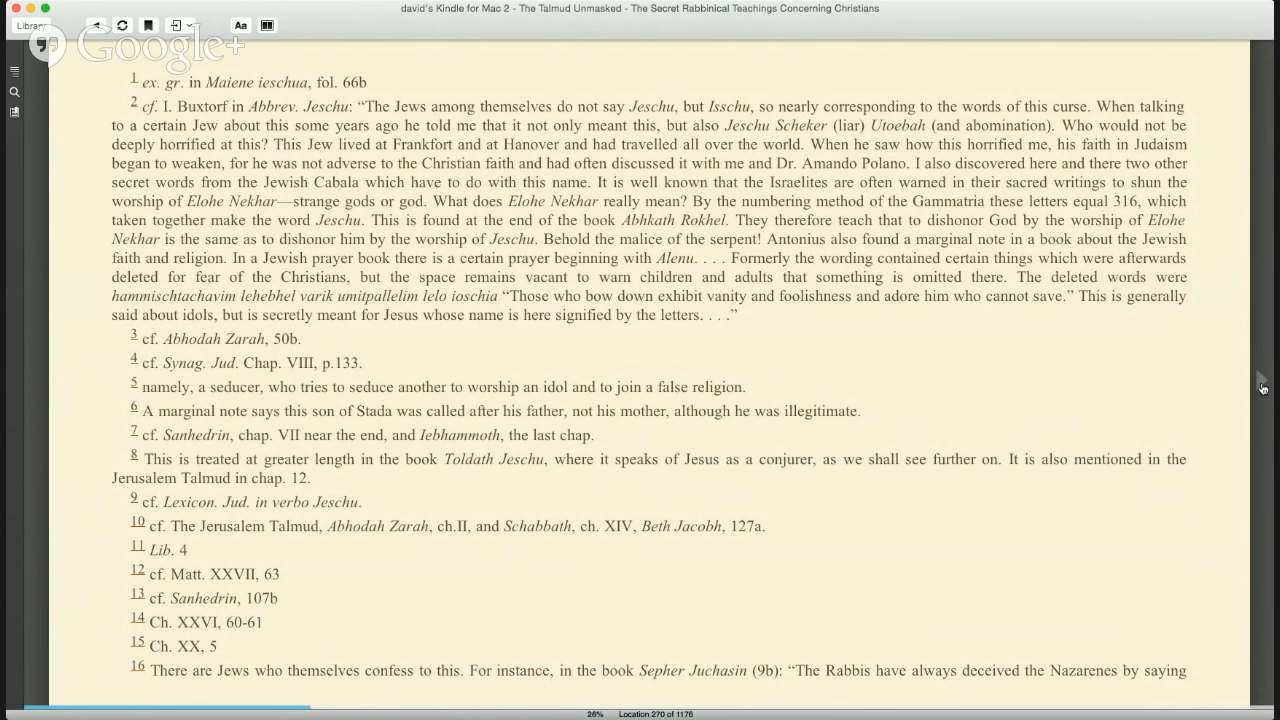 david's Kindle for Mac 2 - The Talmud Unmasked - The Secret Rabbinical Teachings Concerning Christians
Library
Aa
Google+
1 ex. gr. in Maiene ieschua, fol. 66b
2 cf. I. Buxtorf in Abbrev. Jeschu: “The Jews among themselves do not say Jeschu, but Isschu, so nearly corresponding to the words of this curse. When talking
to a certain Jew about this some years ago he told me that it not only meant this, but also Jeschu Scheker (liar) Utoebah (and abomination). Who would not be
deeply horrified at this? This Jew lived at Frankfort and at Hanover and had travelled all over the world. When he saw how this horrified me, his faith in Judaism
began to weaken, for he was not adverse to the Christian faith and had often discussed it with me and Dr. Amando Polano. I also discovered here and there two other
secret words from the Jewish Cabala which have to do with this name. It is well known that the Israelites are often warned in their sacred writings to shun the
worship of Elohe Nekhar—strange gods or god. What does Elohe Nekhar really mean? By the numbering method of the Gammatria these letters equal 316, which
taken together make the word Jeschu. This is found at the end of the book Abhkath Rokhel. They therefore teach that to dishonor God by the worship of Elohe
Nekhar is the same as to dishonor him by the worship of Jeschu. Behold the malice of the serpent! Antonius also found a marginal note in a book about the Jewish
faith and religion. In a Jewish prayer book there is a certain prayer beginning with Alenu. . . . Formerly the wording contained certain things which were afterwards
deleted for fear of the Christians, but the space remains vacant to warn children and adults that something is omitted there. The deleted words were
hammischtachavim lehebhel varik umitpallelim lelo ioschia “Those who bow down exhibit vanity and foolishness and adore him who cannot save.” This is generally
said about idols, but is secretly meant for Jesus whose name is here signified by the letters. . . .”
3 cf. Abhodah Zarah, 50b.
4 cf. Synag. Jud. Chap. VIII, p.133.
5 namely, a seducer, who tries to seduce another to worship an idol and to join a false religion.
6 A marginal note says this son of Stada was called after his father, not his mother, although he was illegitimate.
7 cf. Sanhedrin, chap. VII near the end, and Iebhammoth, the last chap.
8 This is treated at greater length in the book Toldath Jeschu, where it speaks of Jesus as a conjurer, as we shall see further on. It is also mentioned in the
Jerusalem Talmud in chap. 12.
9 cf. Lexicon. Jud. in verbo Jeschu.
10 cf. The Jerusalem Talmud, Abhodah Zarah, ch.II, and Schabbath, ch. XIV, Beth Jacobh, 127a.
11 Lib. 4
12 cf. Matt. XXVII, 63
13 cf. Sanhedrin, 107b
14 Ch. XXVI, 60-61
15 Ch. XX, 5
16 There are Jews who themselves confess to this. For instance, in the book Sepher Juchasin (9b): “The Rabbis have always deceived the Nazarenes by saying
26% Location 270 of 1176